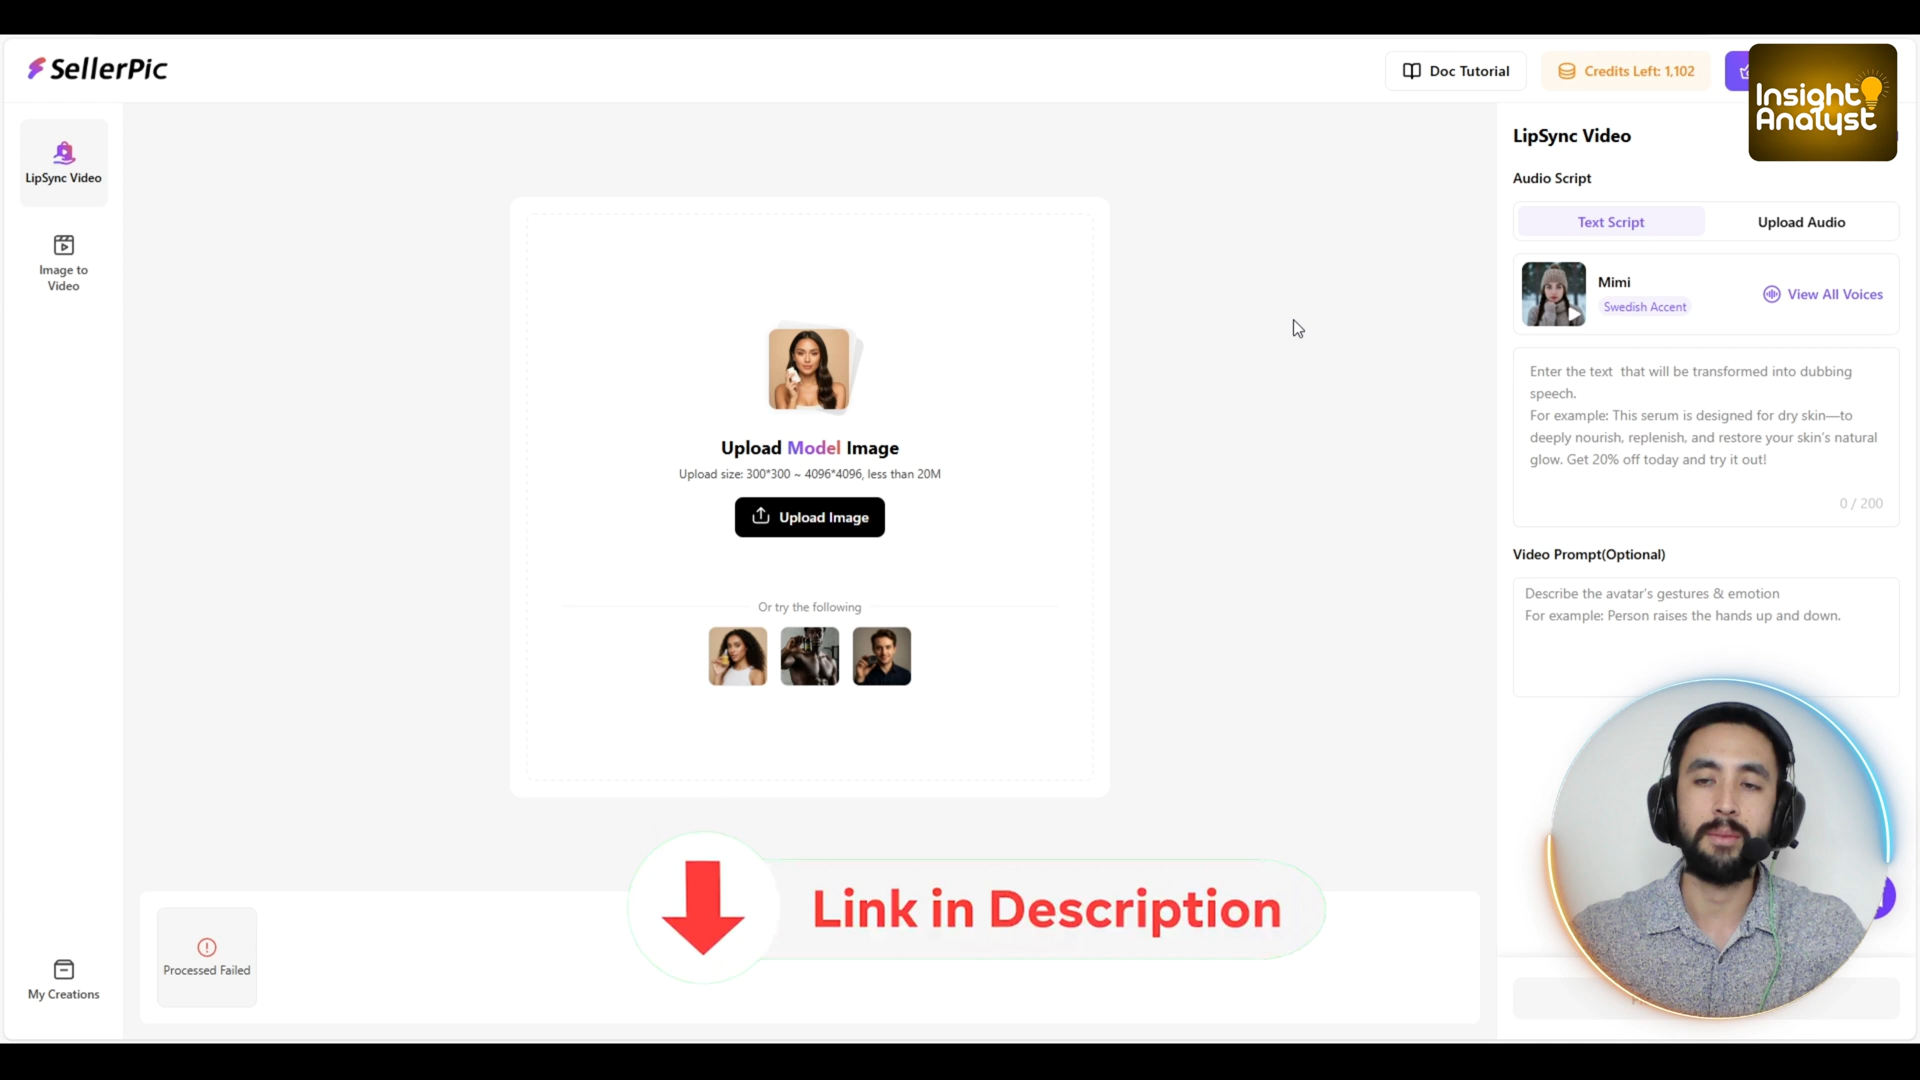 SellerPic
Doc Tutorial
Credits Left: 1,102
Insight
Analyst
LipSync Video
Image to
Video
My Creations
Upload Model Image
Upload size: 300*300 ~ 4096*4096, less than 20M
Upload Image
Or try the following
Processed Failed
Link in Description
LipSync Video
Audio Script
Text Script
Upload Audio
Mimi
Swedish Accent
View All Voices
Enter the text  that will be transformed into dubbing
speech.
For example: This serum is designed for dry skin—to
deeply nourish, replenish, and restore your skin's natural
glow. Get 20% off today and try it out!
0 / 200
Video Prompt(Optional)
Describe the avatar's gestures & emotion
For example: Person raises the hands up and down.